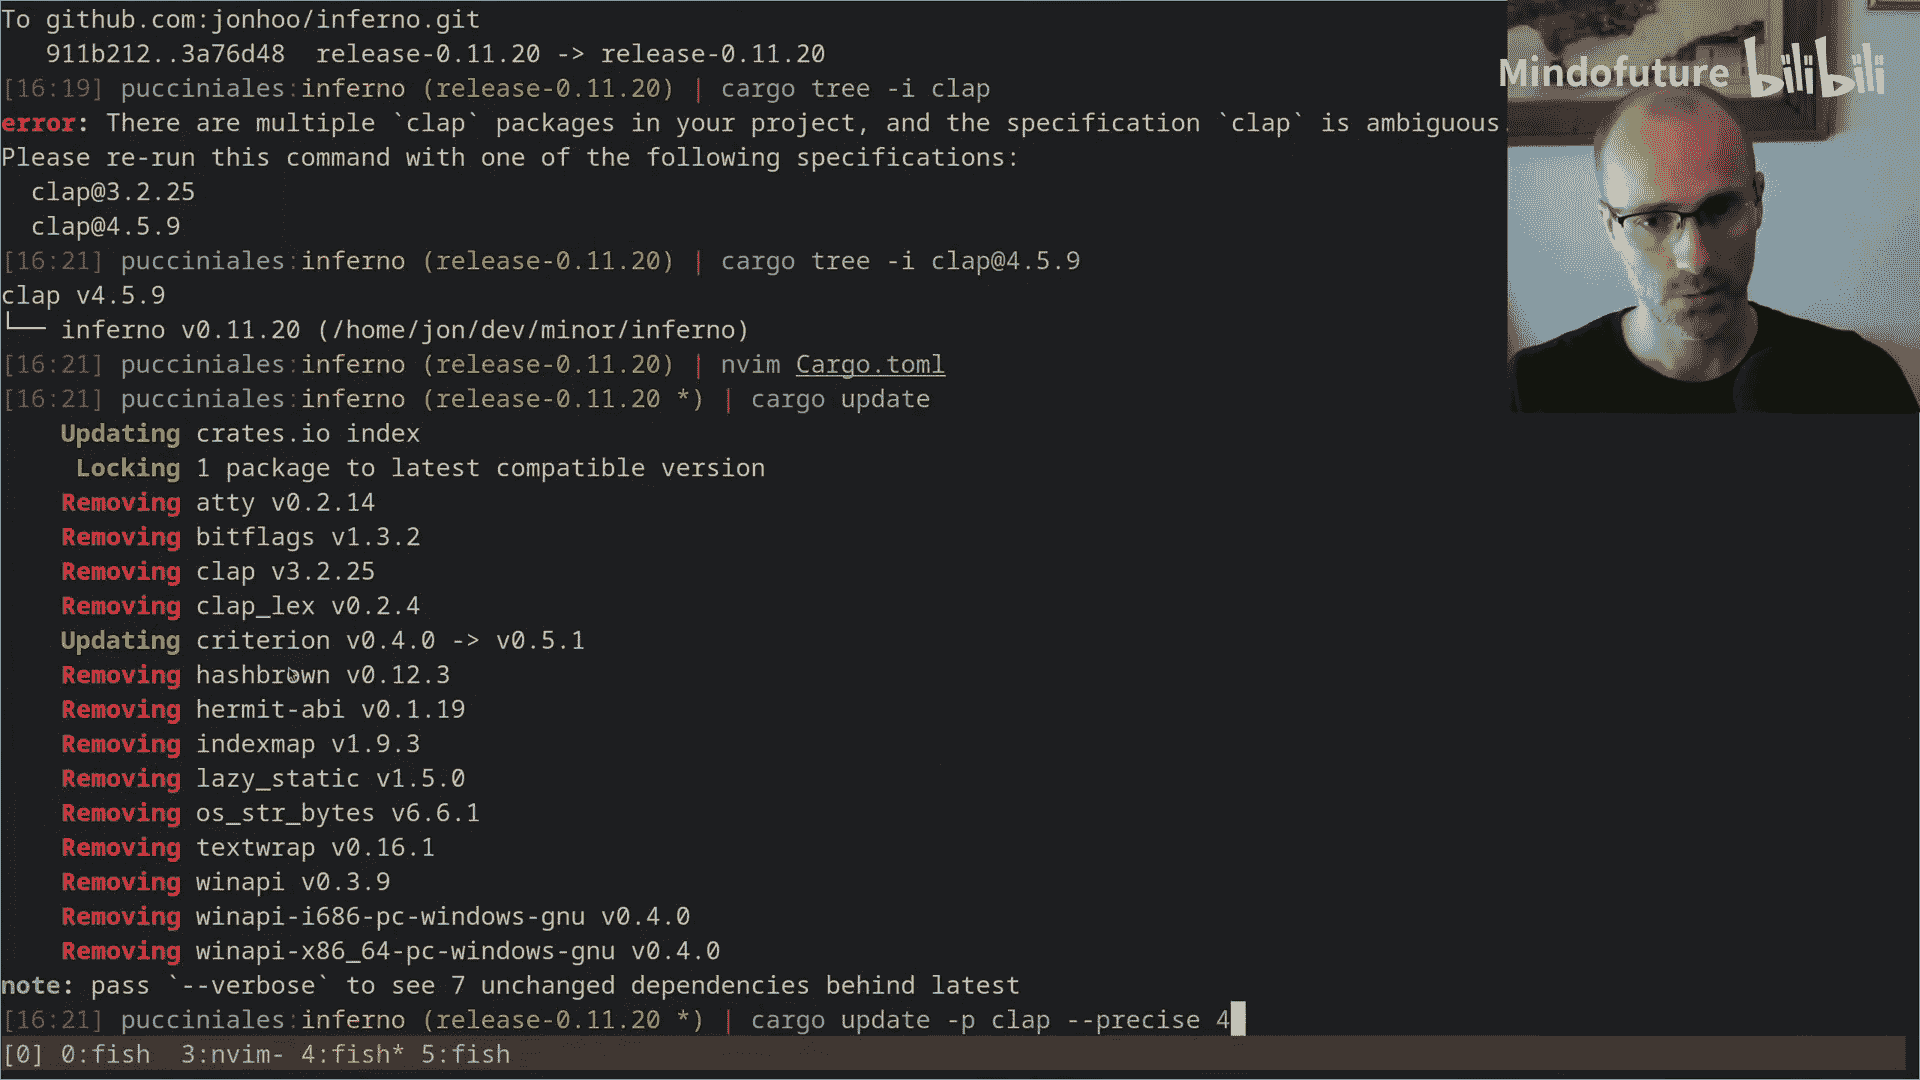 To github.com:jonhoo/inferno.git
   911b212..3a76d48  release-0.11.20 -> release-0.11.20
[16:19] pucciniales:inferno (release-0.11.20) | cargo tree -i clap
error: There are multiple `clap` packages in your project, and the specification `clap` is ambiguous.
Please re-run this command with one of the following specifications:
  clap@3.2.25
  clap@4.5.9
[16:21] pucciniales:inferno (release-0.11.20) | cargo tree -i clap@4.5.9
clap v4.5.9
└── inferno v0.11.20 (/home/jon/dev/minor/inferno)
[16:21] pucciniales:inferno (release-0.11.20) | nvim Cargo.toml
[16:21] pucciniales:inferno (release-0.11.20 *) | cargo update
    Updating crates.io index
     Locking 1 package to latest compatible version
    Removing atty v0.2.14
    Removing bitflags v1.3.2
    Removing clap v3.2.25
    Removing clap_lex v0.2.4
    Updating criterion v0.4.0 -> v0.5.1
    Removing hashbrown v0.12.3
    Removing hermit-abi v0.1.19
    Removing indexmap v1.9.3
    Removing lazy_static v1.5.0
    Removing os_str_bytes v6.6.1
    Removing textwrap v0.16.1
    Removing winapi v0.3.9
    Removing winapi-i686-pc-windows-gnu v0.4.0
    Removing winapi-x86_64-pc-windows-gnu v0.4.0
note: pass `--verbose` to see 7 unchanged dependencies behind latest
[16:21] pucciniales:inferno (release-0.11.20 *) | cargo update -p clap --precise 4
[0] 0:fish  3:nvim- 4:fish* 5:fish
Mindofuture bilibili